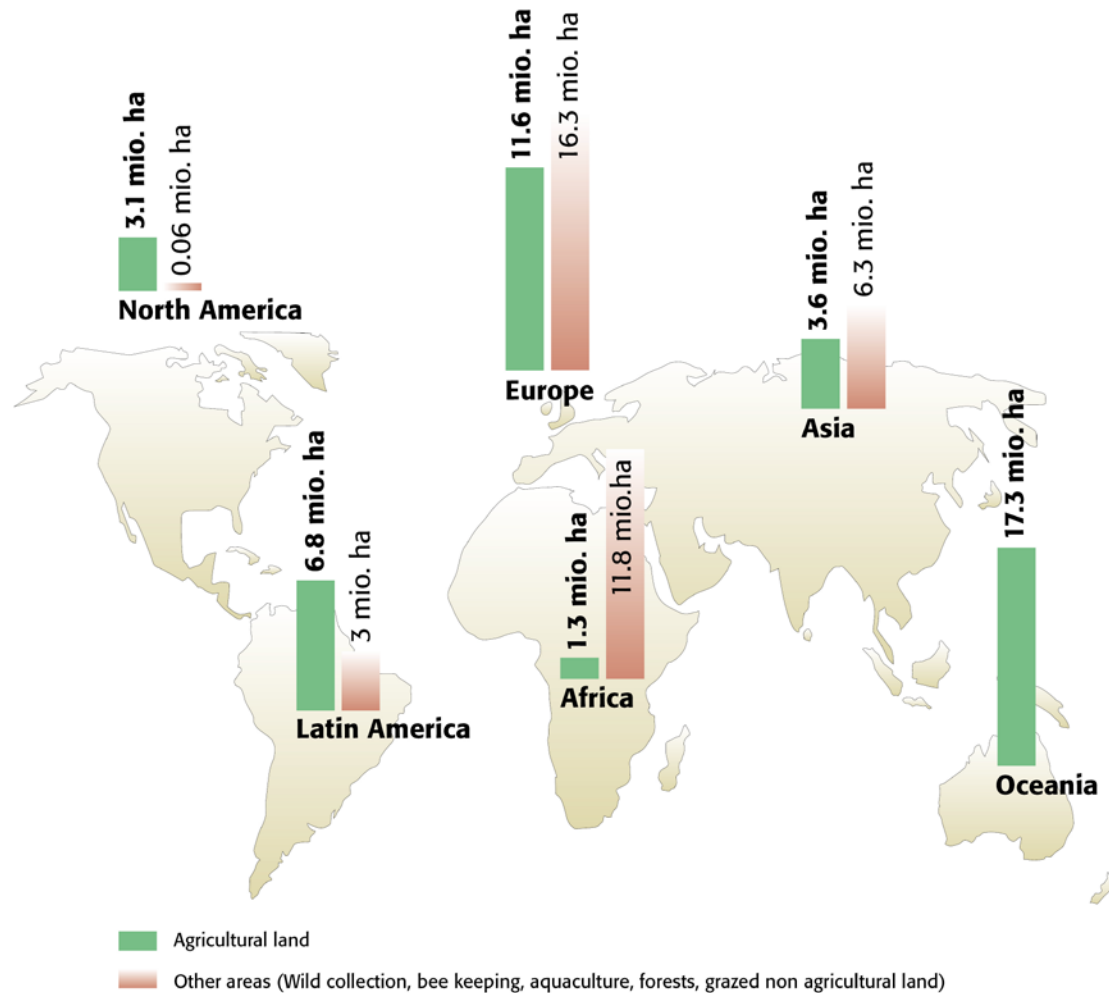 3.1 mio. ha
0.06 mio. ha
North America
11.6 mio. ha
16.3 mio. ha
Europe
3.6 mio. ha
6.3 mio. ha
Asia
6.8 mio. ha
3 mio. ha
Latin America
1.3 mio. ha
11.8 mio.ha
Africa
17.3 mio. ha
Oceania
Agricultural land
Other areas (Wild collection, bee keeping, aquaculture, forests, grazed non agricultural land)